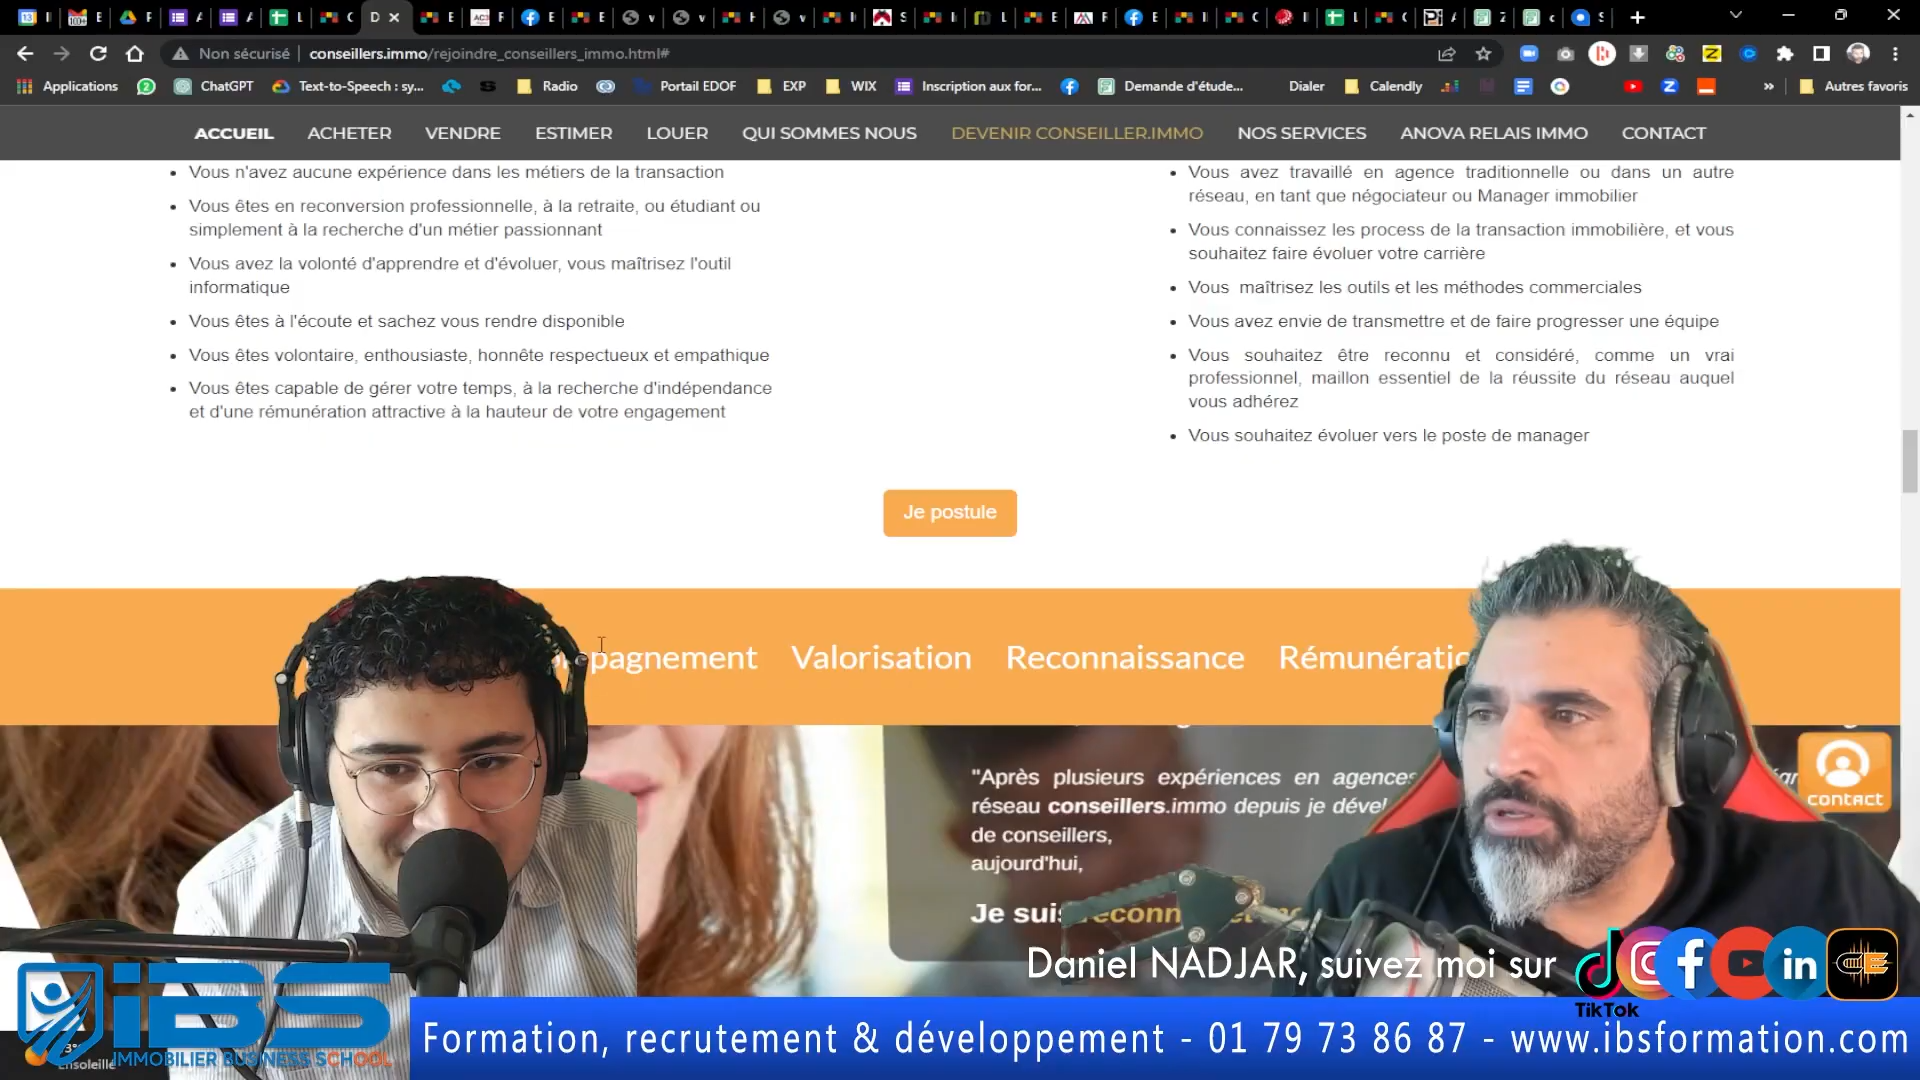 Non sécurisé
conseillers.immo/rejoindre_conseillers_immo.html#
Applications
ChatGPT
Text-to-Speech : sy...
Radio
Portail EDOF
EXP
WIX
Inscription aux for...
Demande d'étude...
Dialer
Calendly
Autres favoris
ACCUEIL
ACHETER
VENDRE
ESTIMER
LOUER
QUI SOMMES NOUS
DEVENIR CONSEILLER.IMMO
NOS SERVICES
ANOVA RELAIS IMMO
CONTACT
Vous n'avez aucune expérience dans les métiers de la transaction
Vous êtes en reconversion professionnelle, à la retraite, ou étudiant ou
simplement à la recherche d'un métier passionnant
Vous avez la volonté d'apprendre et d'évoluer, vous maîtrisez l'outil
informatique
Vous êtes à l'écoute et sachez vous rendre disponible
Vous êtes volontaire, enthousiaste, honnête respectueux et empathique
Vous êtes capable de gérer votre temps, à la recherche d'indépendance
et d'une rémunération attractive à la hauteur de votre engagement
Vous avez travaillé en agence traditionnelle ou dans un autre
réseau, en tant que négociateur ou Manager immobilier
Vous connaissez les process de la transaction immobilière, et vous
souhaitez faire évoluer votre carrière
Vous maîtrisez les outils et les méthodes commerciales
Vous avez envie de transmettre et de faire progresser une équipe
Vous souhaitez être reconnu et considéré, comme un vrai
professionnel, maillon essentiel de la réussite du réseau auquel
vous adhérez
Vous souhaitez évoluer vers le poste de manager
Je postule
pagnement
Valorisation
Reconnaissance
Rémunératio
"Après plusieurs expériences en agences
réseau conseillers.immo depuis je déve
de conseillers,
aujourd'hui,
Je suis reconn
contact
Daniel NADJAR, suivez moi sur
TikTok
iBS
IMMOBILIER BUSINESS SCHOOL
Formation, recrutement & développement - 01 79 73 86 87 - www.ibsformation.com